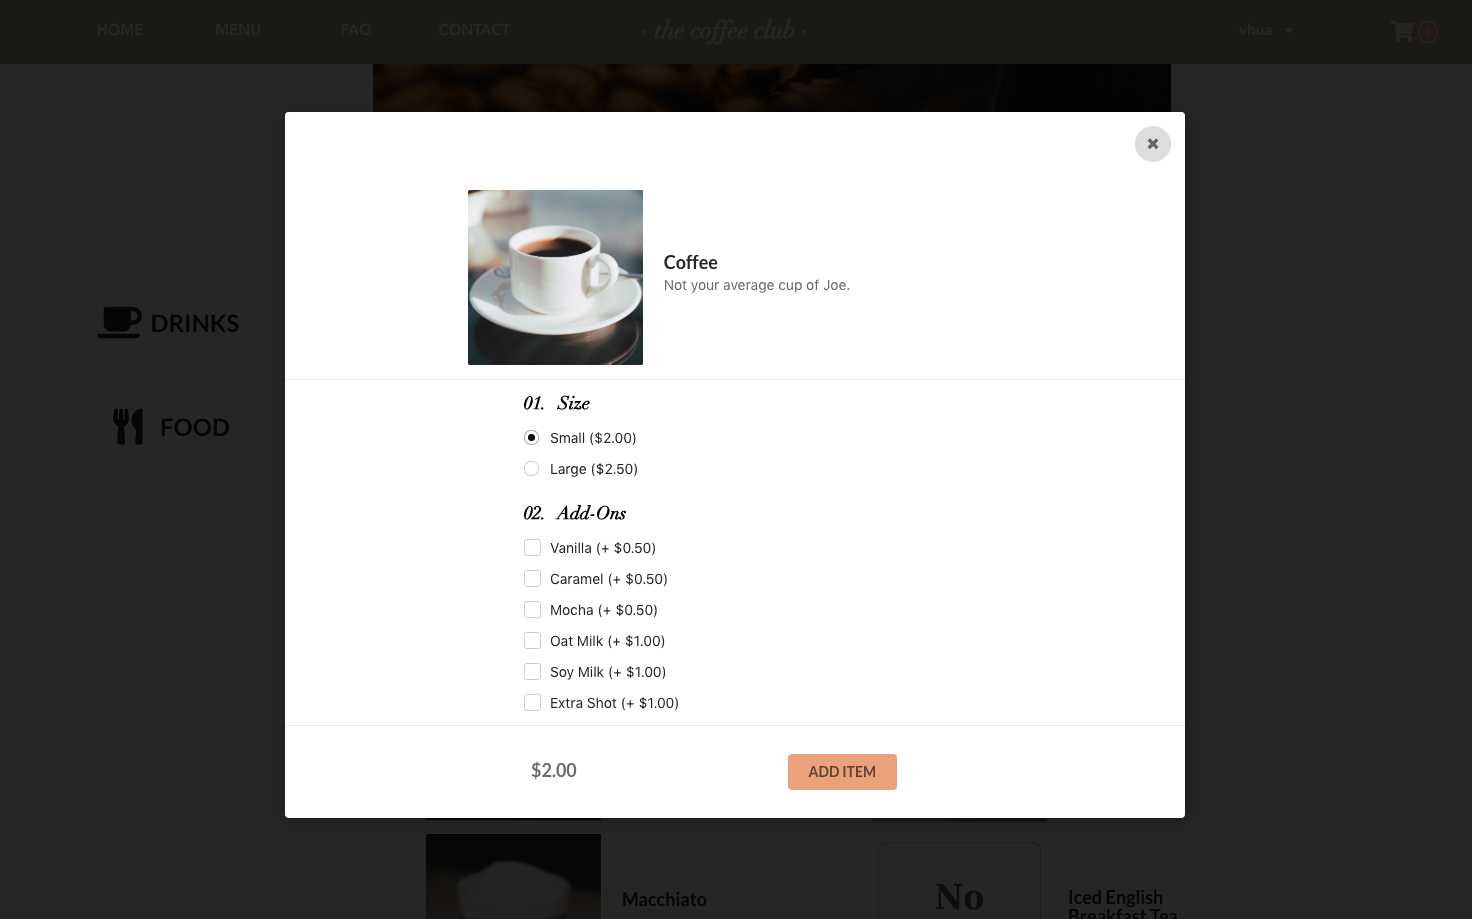 HOME MENU FAQ CONTACT · the coffee club · vhua 0
Coffee
Not your average cup of Joe.
DRINKS
FOOD
01. Size
Small ($2.00)
Large ($2.50)
02. Add-Ons
Vanilla (+ $0.50)
Caramel (+ $0.50)
Mocha (+ $0.50)
Oat Milk (+ $1.00)
Soy Milk (+ $1.00)
Extra Shot (+ $1.00)
$2.00 ADD ITEM
Macchiato
No
Iced English
Breakfast Tea